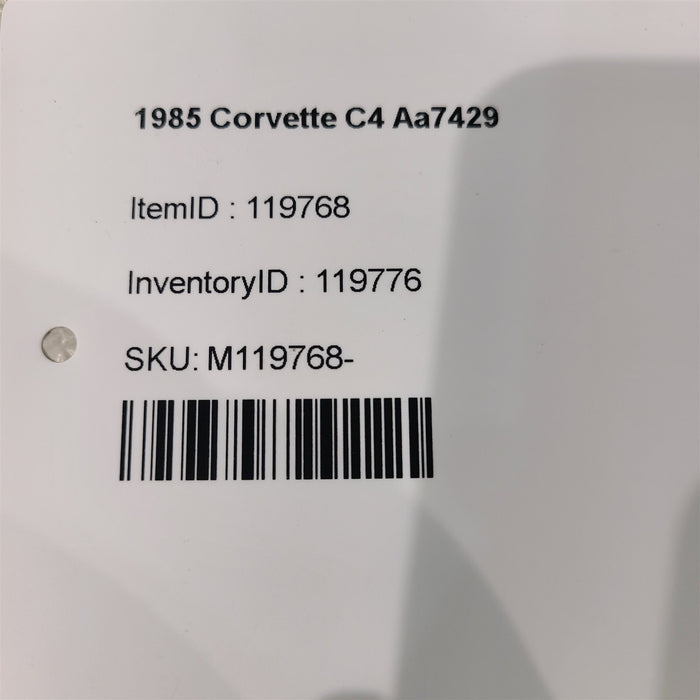 1985 Corvette C4 Aa7429
ItemID : 119768
InventoryID : 119776
SKU: M119768-